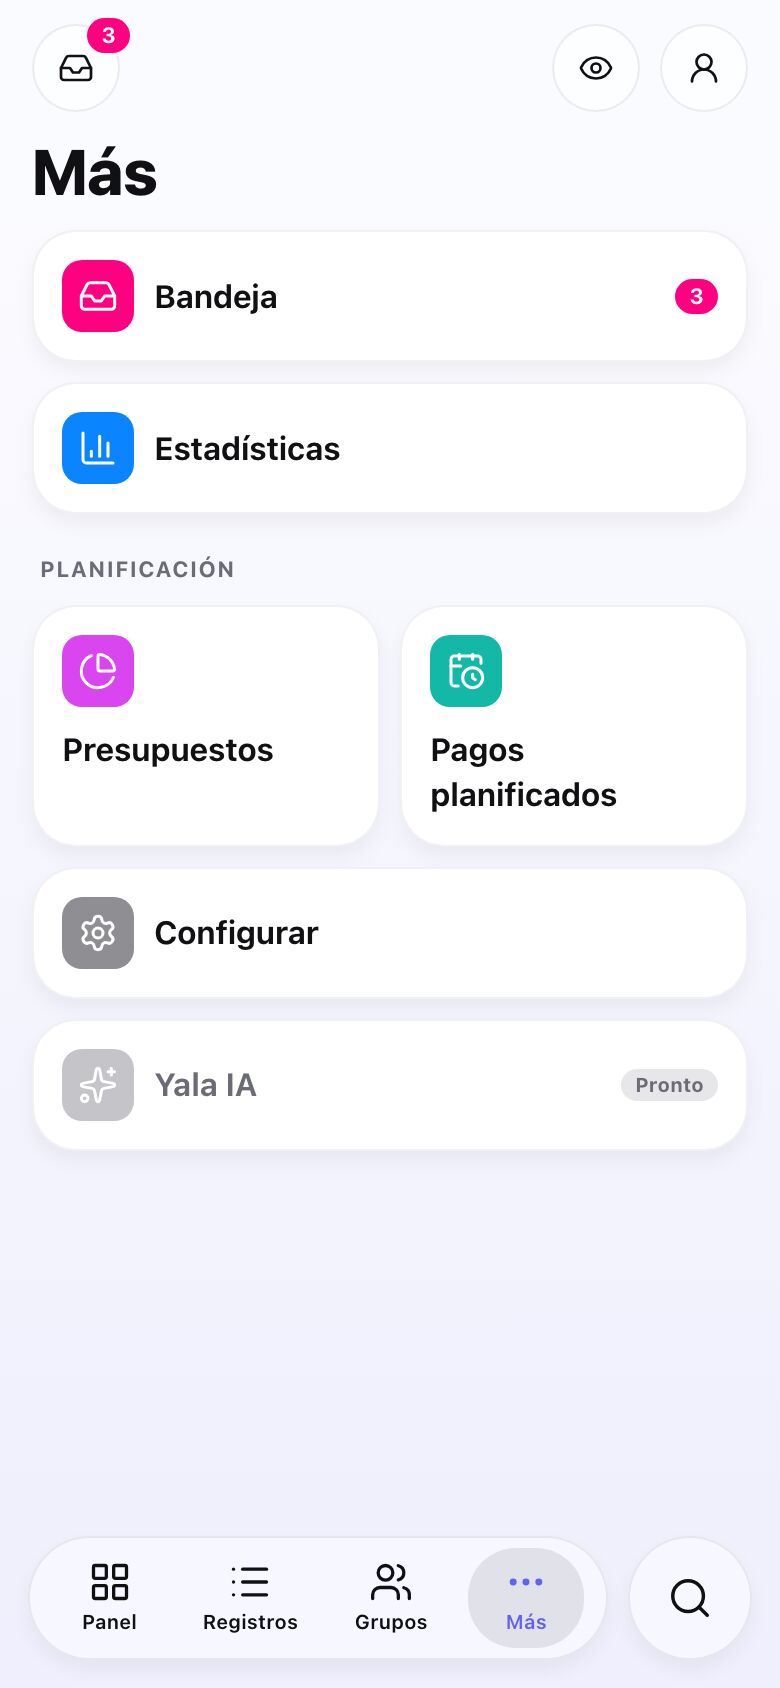 3
Más
Bandeja
3
Estadísticas
PLANIFICACIÓN
Presupuestos
Pagos
planificados
Configurar
Yala IA
Pronto
Panel
Registros
Grupos
Más